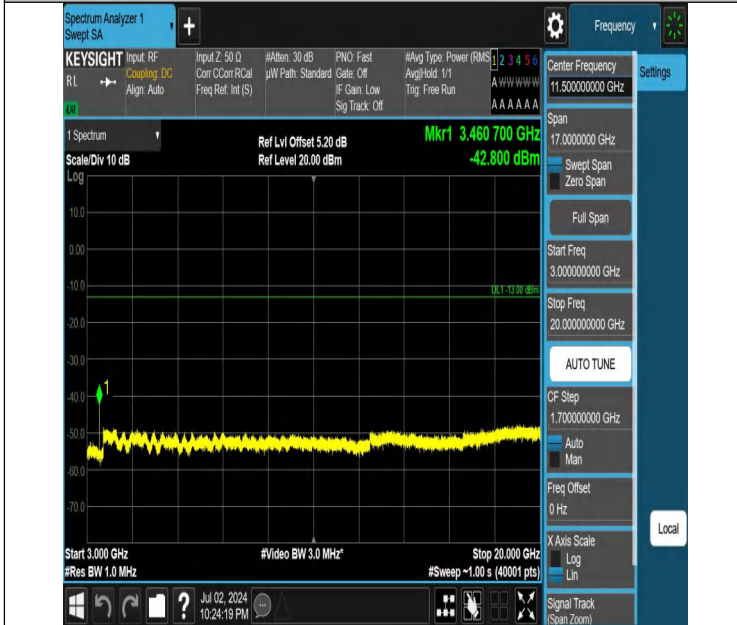 Spectrum Analyzer 1
Swept SA
+
Frequency
KEYSIGHT
RL
Input: RF
Coupling: DC
Align: Auto
Input Z: 50 Ω
Corr CCorr RCal
Freq Ref: Int (S)
#Atten: 30 dB
µW Path: Standard
PNO: Fast
Gate: Off
IF Gain: Low
Sig Track: Off
#Avg Type: Power (RMS
Avg|Hold: 1/1
Trig: Free Run
1 2 3 4 5 6
A W W W W W
A A A A A A
1 Spectrum
Scale/Div 10 dB
Log
Ref Lvl Offset 5.20 dB
Ref Level 20.00 dBm
Mkr1 3.460 700 GHz
-42.800 dBm
10.0
0.00
-10.0
DL1 -13.00 dBm
-20.0
-30.0
-40.0
1
-50.0
-60.0
-70.0
Start 3.000 GHz
#Res BW 1.0 MHz
#Video BW 3.0 MHz*
Stop 20.000 GHz
#Sweep ~1.00 s (40001 pts)
?
Jul 02, 2024
10:24:19 PM
Center Frequency
11.500000000 GHz
Settings
Span
17.0000000 GHz
Swept Span
Zero Span
Full Span
Start Freq
3.000000000 GHz
Stop Freq
20.000000000 GHz
AUTO TUNE
CF Step
1.700000000 GHz
Auto
Man
Freq Offset
0 Hz
X Axis Scale
Log
Lin
Local
Signal Track
(Span Zoom)